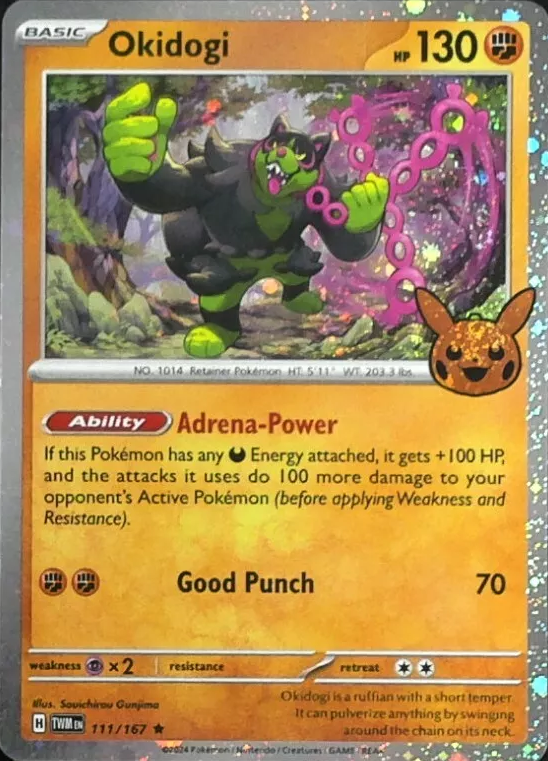 BASIC
Okidogi
HP 130
NO. 1014 Retainer Pokémon HT: 5'11" WT: 203.3 lbs.
Ability Adrena-Power
If this Pokémon has any Energy attached, it gets +100 HP,
and the attacks it uses do 100 more damage to your
opponent's Active Pokémon (before applying Weakness and
Resistance).
Good Punch 70
weakness ×2 resistance retreat
Illus. Souichirou Gunjima
Okidogi is a ruffian with a short temper.
It can pulverize anything by swinging
around the chain on its neck.
H TWM EN 111/167
©2024 Pokémon / Nintendo / Creatures / GAME FREAK